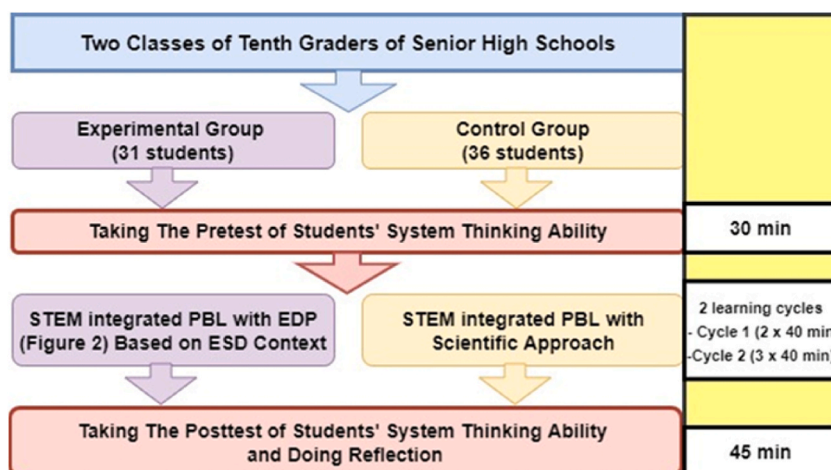 Two Classes of Tenth Graders of Senior High Schools
Experimental Group
(31 students)
Control Group
(36 students)
Taking The Pretest of Students' System Thinking Ability
30 min
STEM integrated PBL with EDP
(Figure 2) Based on ESD Context
STEM integrated PBL with
Scientific Approach
2 learning cycles
- Cycle 1 (2 x 40 min
-Cycle 2 (3 x 40 min)
Taking The Posttest of Students' System Thinking Ability
and Doing Reflection
45 min